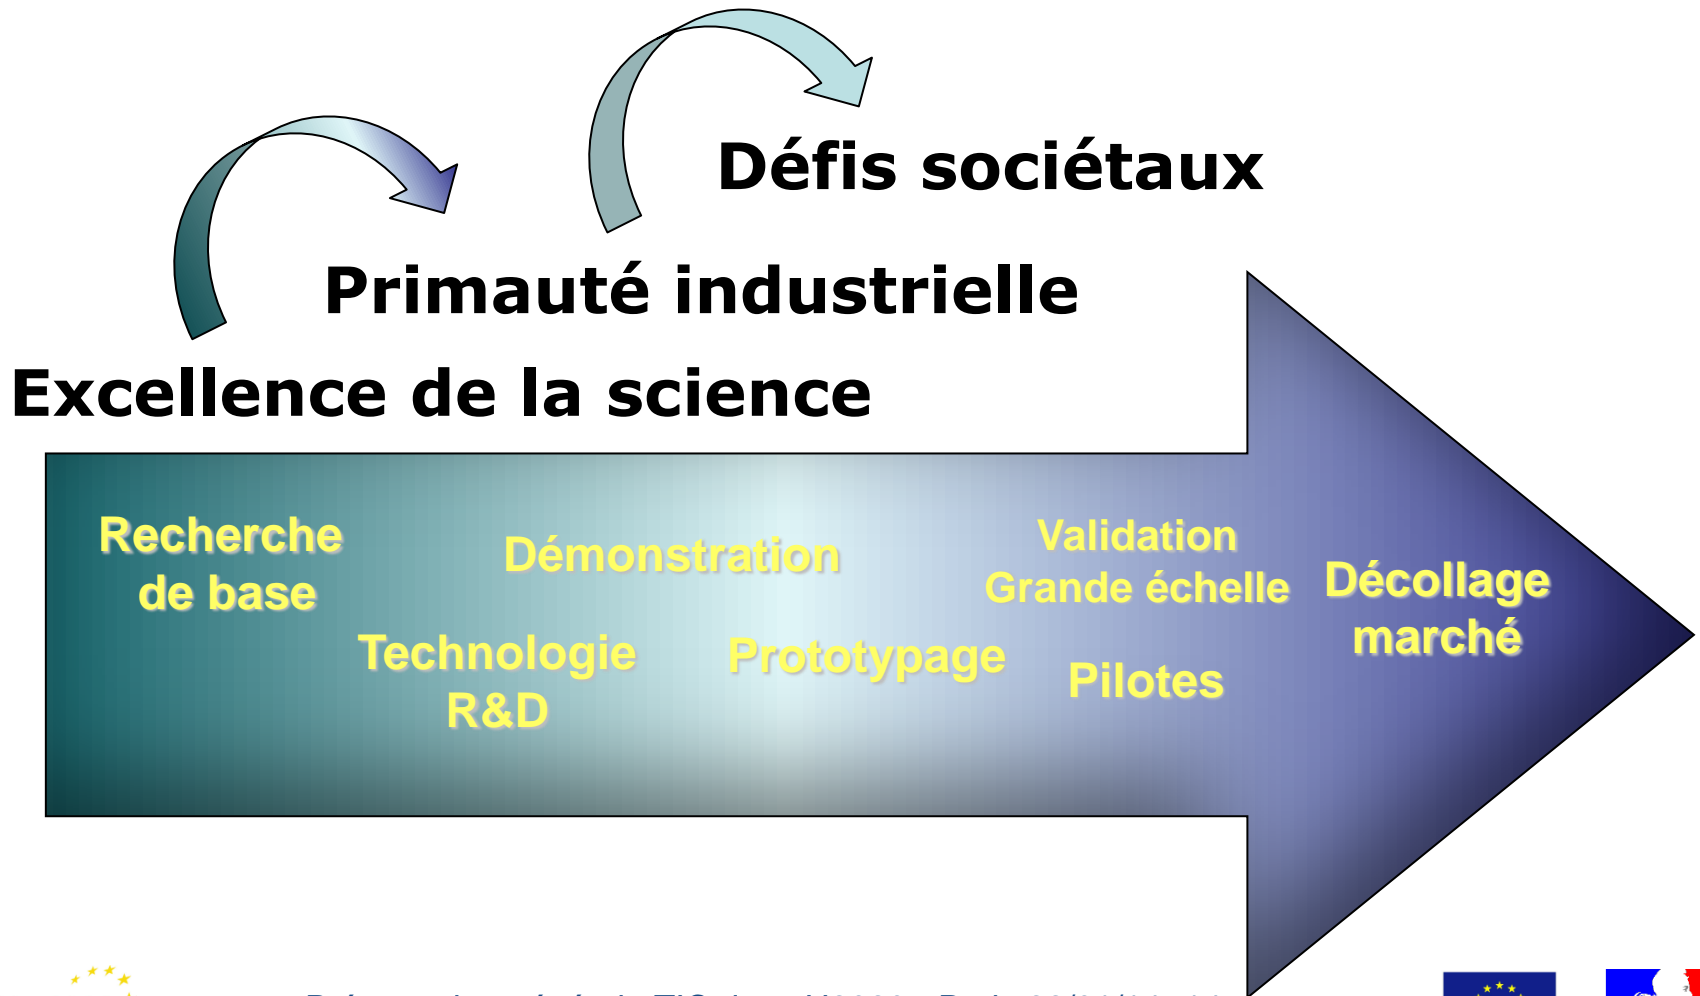 Défis sociétaux
Primauté industrielle
Excellence de la science
Recherche
de base
Démonstration
Technologie
R&D
Prototypage
Validation
Grande échelle
Pilotes
Décollage
marché